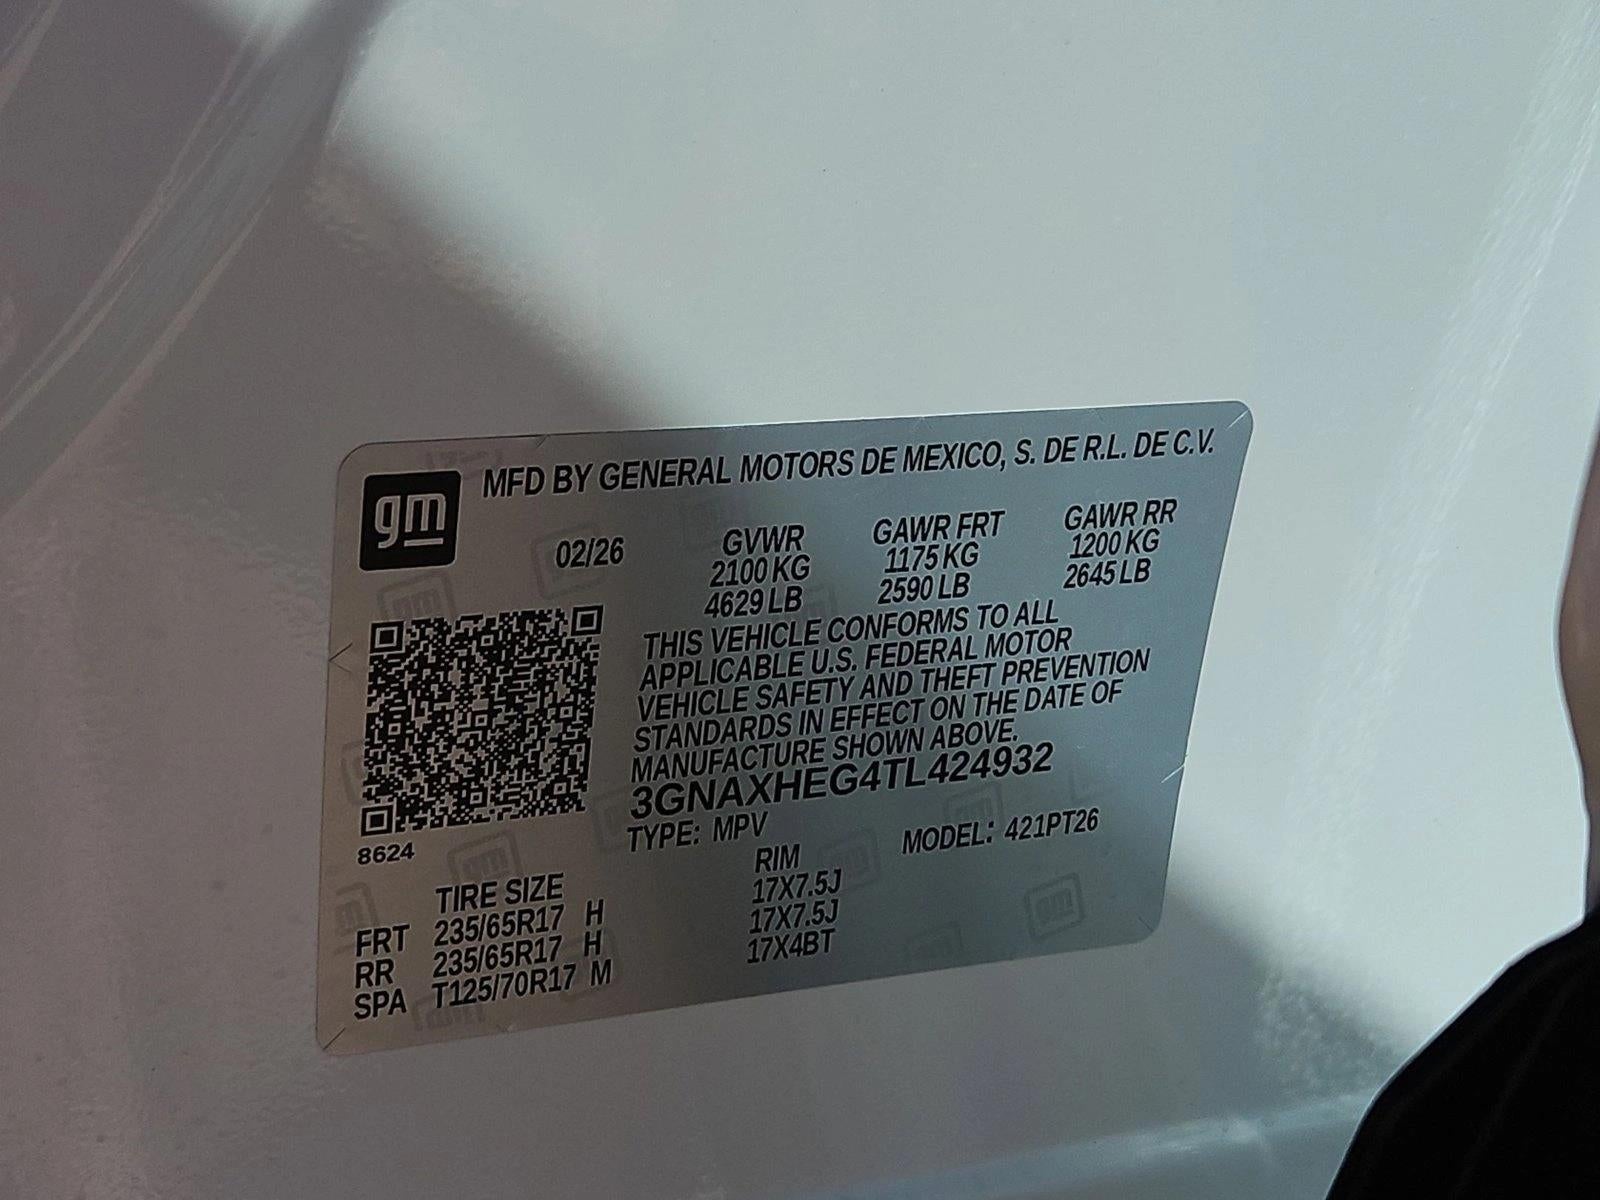 gm
MFD BY GENERAL MOTORS DE MEXICO, S. DE R.L. DE C.V.
02/26 GVWR GAWR FRT GAWR RR
2100 KG 1175 KG 1200 KG
4629 LB 2590 LB 2645 LB
THIS VEHICLE CONFORMS TO ALL
APPLICABLE U.S. FEDERAL MOTOR
VEHICLE SAFETY AND THEFT PREVENTION
STANDARDS IN EFFECT ON THE DATE OF
MANUFACTURE SHOWN ABOVE.
3GNAXHEG4TL424932
TYPE: MPV MODEL: 421PT26
8624
TIRE SIZE RIM
FRT 235/65R17 H 17X7.5J
RR 235/65R17 H 17X7.5J
SPA T125/70R17 M 17X4BT